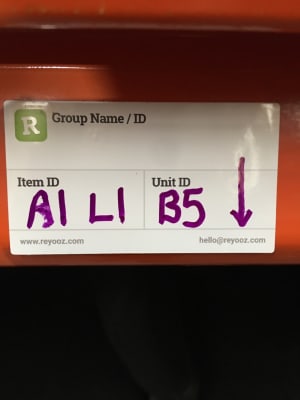 R Group Name / ID
Item ID Unit ID
A1 L1 B5 ↓
www.reyooz.com hello@reyooz.com